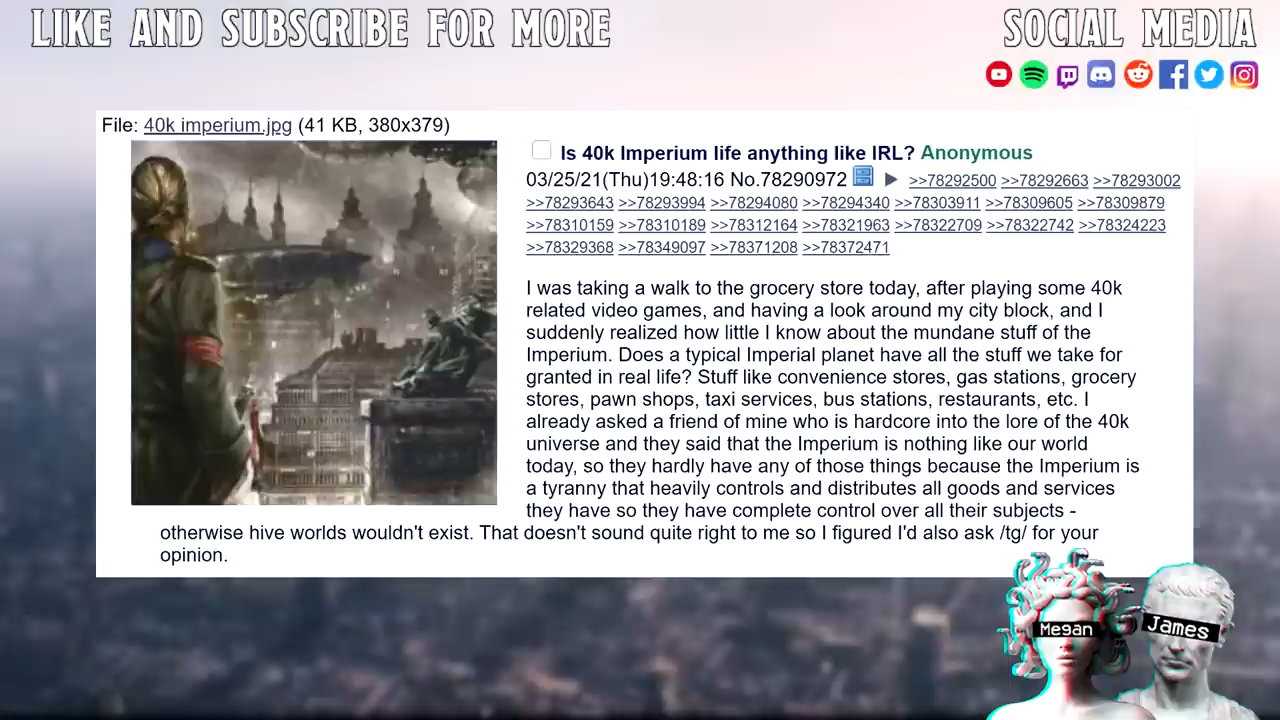 LIKE AND SUBSCRIBE FOR MORE
SOCIAL MEDIA
File: 40k imperium.jpg (41 KB, 380x379)
Is 40k Imperium life anything like IRL? Anonymous
03/25/21(Thu)19:48:16 No.78290972 ▶ >>78292500 >>78292663 >>78293002
>>78293643 >>78293994 >>78294080 >>78294340 >>78303911 >>78309605 >>78309879
>>78310159 >>78310189 >>78312164 >>78321963 >>78322709 >>78322742 >>78324223
>>78329368 >>78349097 >>78371208 >>78372471
I was taking a walk to the grocery store today, after playing some 40k
related video games, and having a look around my city block, and I
suddenly realized how little I know about the mundane stuff of the
Imperium. Does a typical Imperial planet have all the stuff we take for
granted in real life? Stuff like convenience stores, gas stations, grocery
stores, pawn shops, taxi services, bus stations, restaurants, etc. I
already asked a friend of mine who is hardcore into the lore of the 40k
universe and they said that the Imperium is nothing like our world
today, so they hardly have any of those things because the Imperium is
a tyranny that heavily controls and distributes all goods and services
they have so they have complete control over all their subjects -
otherwise hive worlds wouldn't exist. That doesn't sound quite right to me so I figured I'd also ask /tg/ for your
opinion.
Megan
James